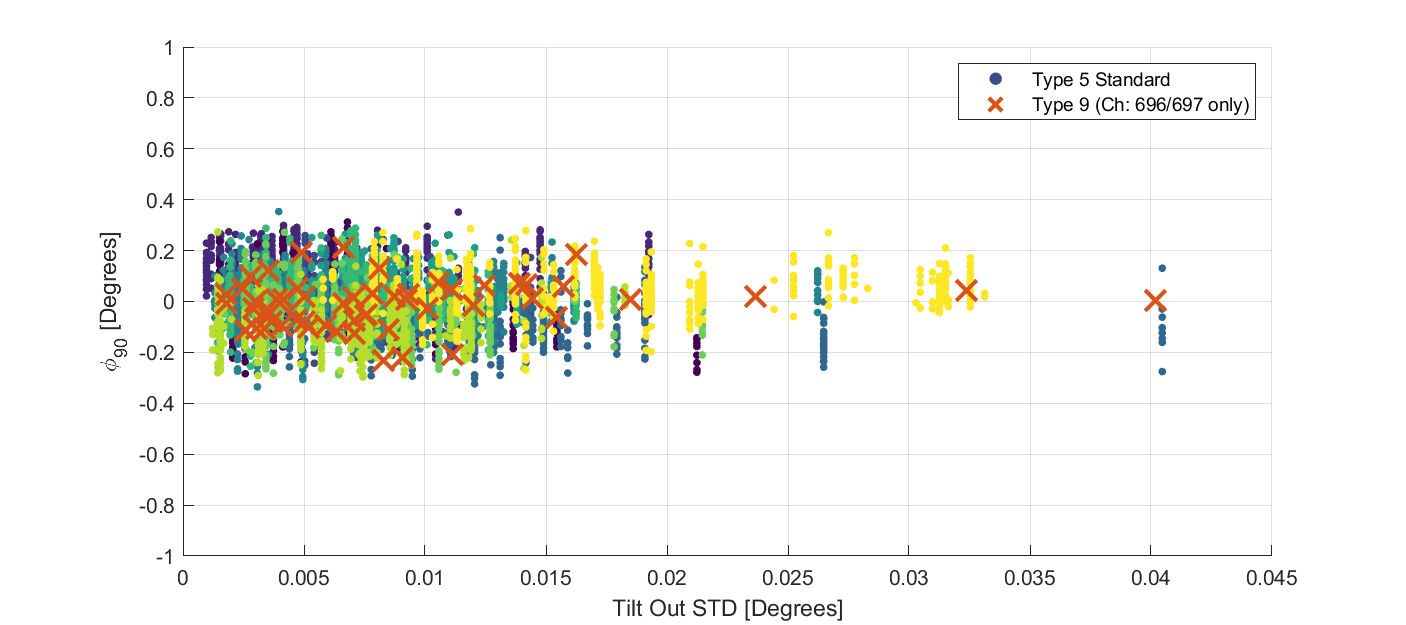 1
0.8
0.6
0.4
0.2
0
-0.2
-0.4
-0.6
-0.8
-1
ϕ90 [Degrees]
Type 5 Standard
Type 9 (Ch: 696/697 only)
0 0.005 0.01 0.015 0.02 0.025 0.03 0.035 0.04 0.045
Tilt Out STD [Degrees]